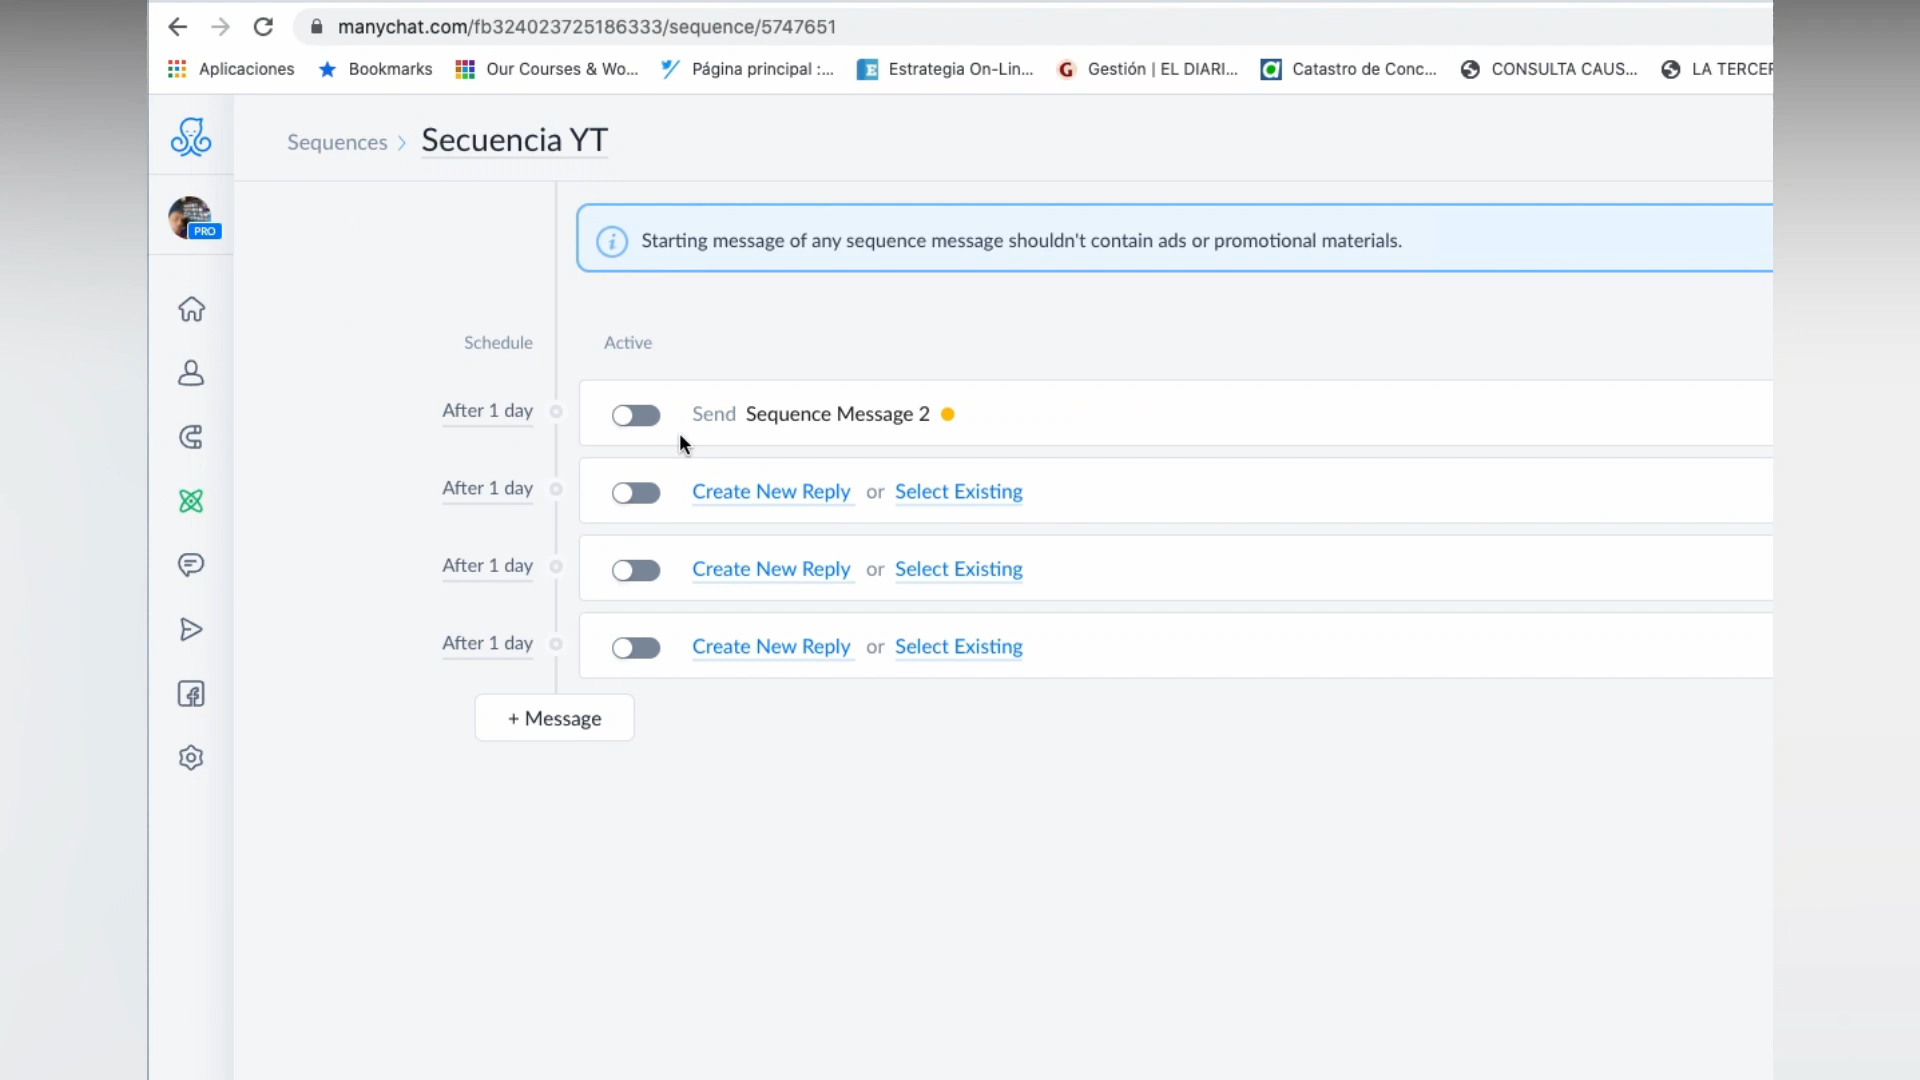 manychat.com/fb324023725186333/sequence/5747651
Aplicaciones Bookmarks Our Courses & Wo... Página principal :... Estrategia On-Lin... Gestión | EL DIARI... Catastro de Conc... CONSULTA CAUS... LA TERCER
Sequences > Secuencia YT
PRO
Starting message of any sequence message shouldn't contain ads or promotional materials.
Schedule Active
After 1 day Send Sequence Message 2
After 1 day Create New Reply or Select Existing
After 1 day Create New Reply or Select Existing
After 1 day Create New Reply or Select Existing
+ Message